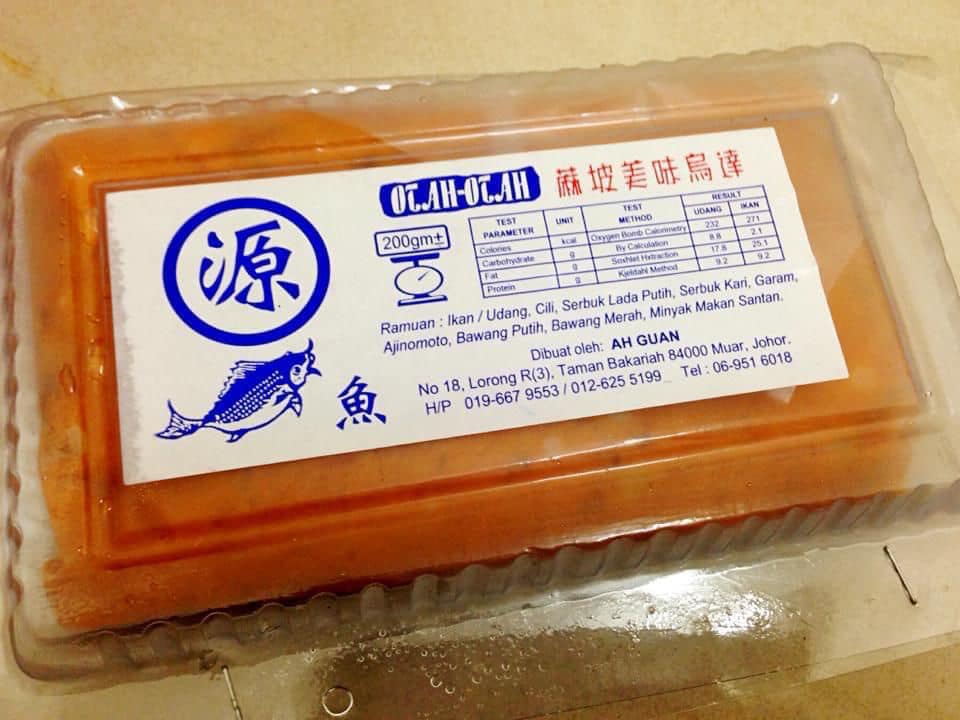 源
魚
OTAH-OTAH 蔴坡美味烏達
200gm±
TEST PARAMETER UNIT TEST METHOD RESULT
UDANG IKAN
Calories kcal Oxygen Bomb Calorimetry 232 271
Carbohydrate g By Calculation 8.8 2.1
Fat g Soshlet Hxtraction 17.8 25.1
Protein g Kjeldahl Method 9.2 9.2
Ramuan : Ikan / Udang, Cili, Serbuk Lada Putih, Serbuk Kari, Garam,
Ajinomoto, Bawang Putih, Bawang Merah, Minyak Makan Santan.
Dibuat oleh: AH GUAN
No 18, Lorong R(3), Taman Bakariah 84000 Muar, Johor.
H/P 019-667 9553 / 012-625 5199 Tel : 06-951 6018